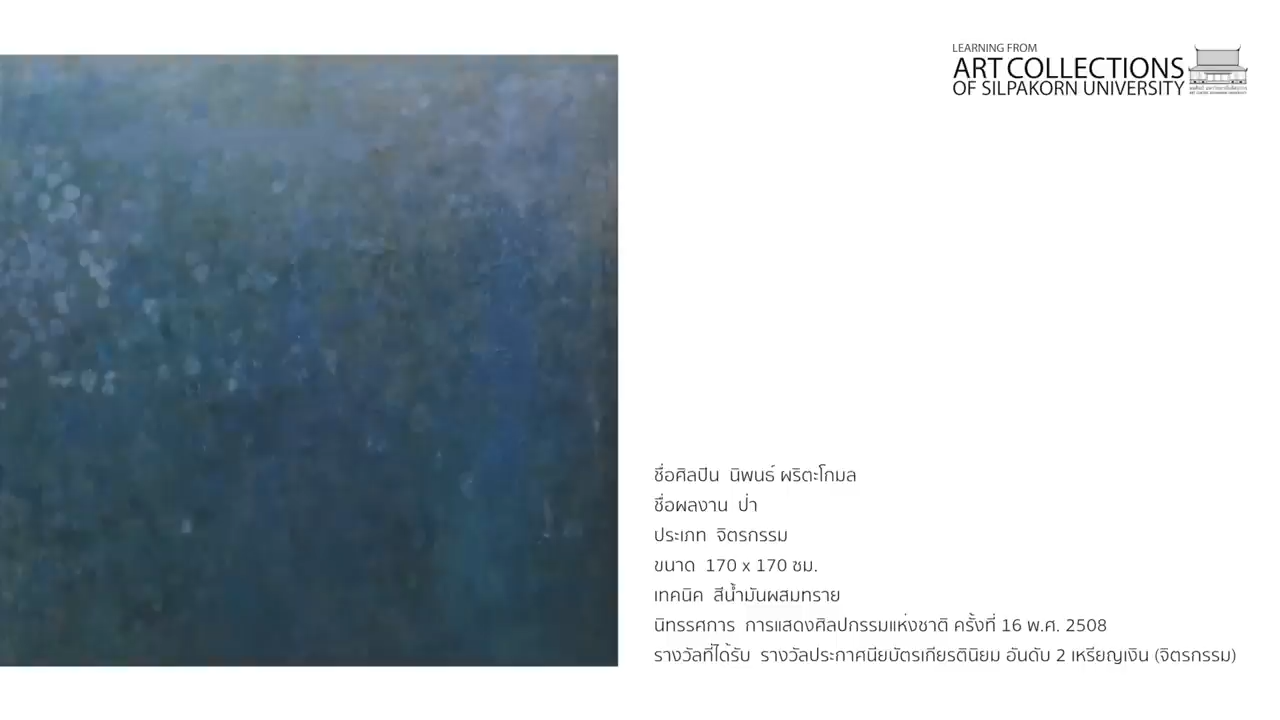 LEARNING FROM
ART COLLECTIONS
OF SILPAKORN UNIVERSITY
ชื่อศิลปิน นิพนธ์ ผริตะโกมล
ชื่อผลงาน ป่า
ประเภท จิตรกรรม
ขนาด 170 x 170 ซม.
เทคนิค สีน้ำมันผสมทราย
นิทรรศการ การแสดงศิลปกรรมแห่งชาติ ครั้งที่ 16 พ.ศ. 2508
รางวัลที่ได้รับ รางวัลประกาศนียบัตรเกียรตินิยม อันดับ 2 เหรียญเงิน (จิตรกรรม)